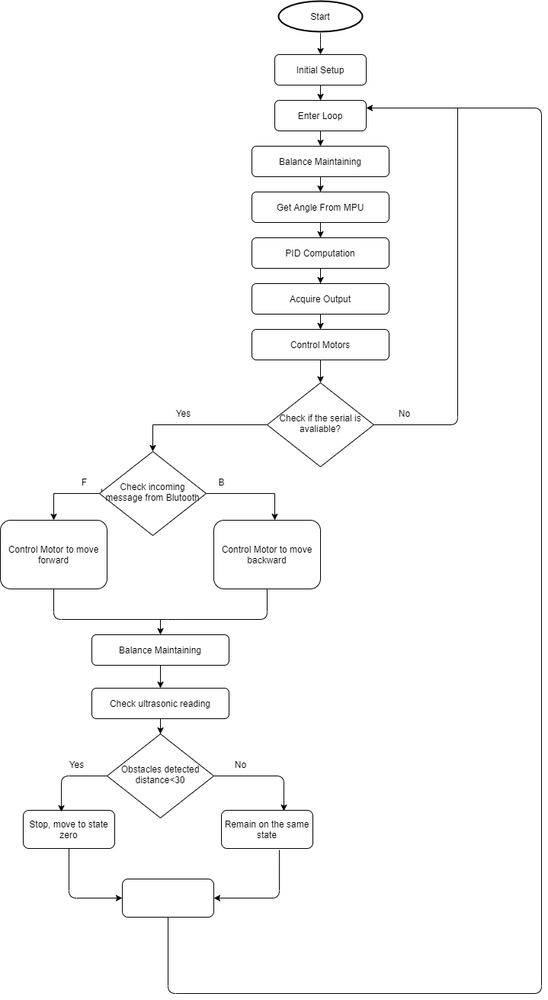 Start
Initial Setup
Enter Loop
Balance Maintaining
Get Angle From MPU
PID Computation
Acquire Output
Control Motors
Check if the serial is
avaliable?
Yes
No
Check incoming
message from Blutooth
F
B
Control Motor to move
forward
Control Motor to move
backward
Balance Maintaining
Check ultrasonic reading
Obstacles detected
distance<30
Yes
No
Stop, move to state
zero
Remain on the same
state